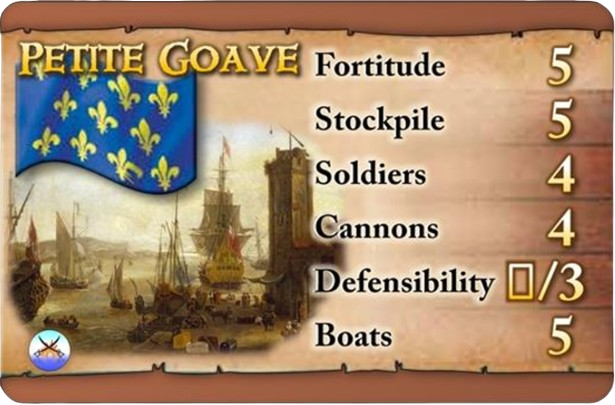 PETITE GOAVE
Fortitude 5
Stockpile 5
Soldiers 4
Cannons 4
Defensibility ▯/3
Boats 5